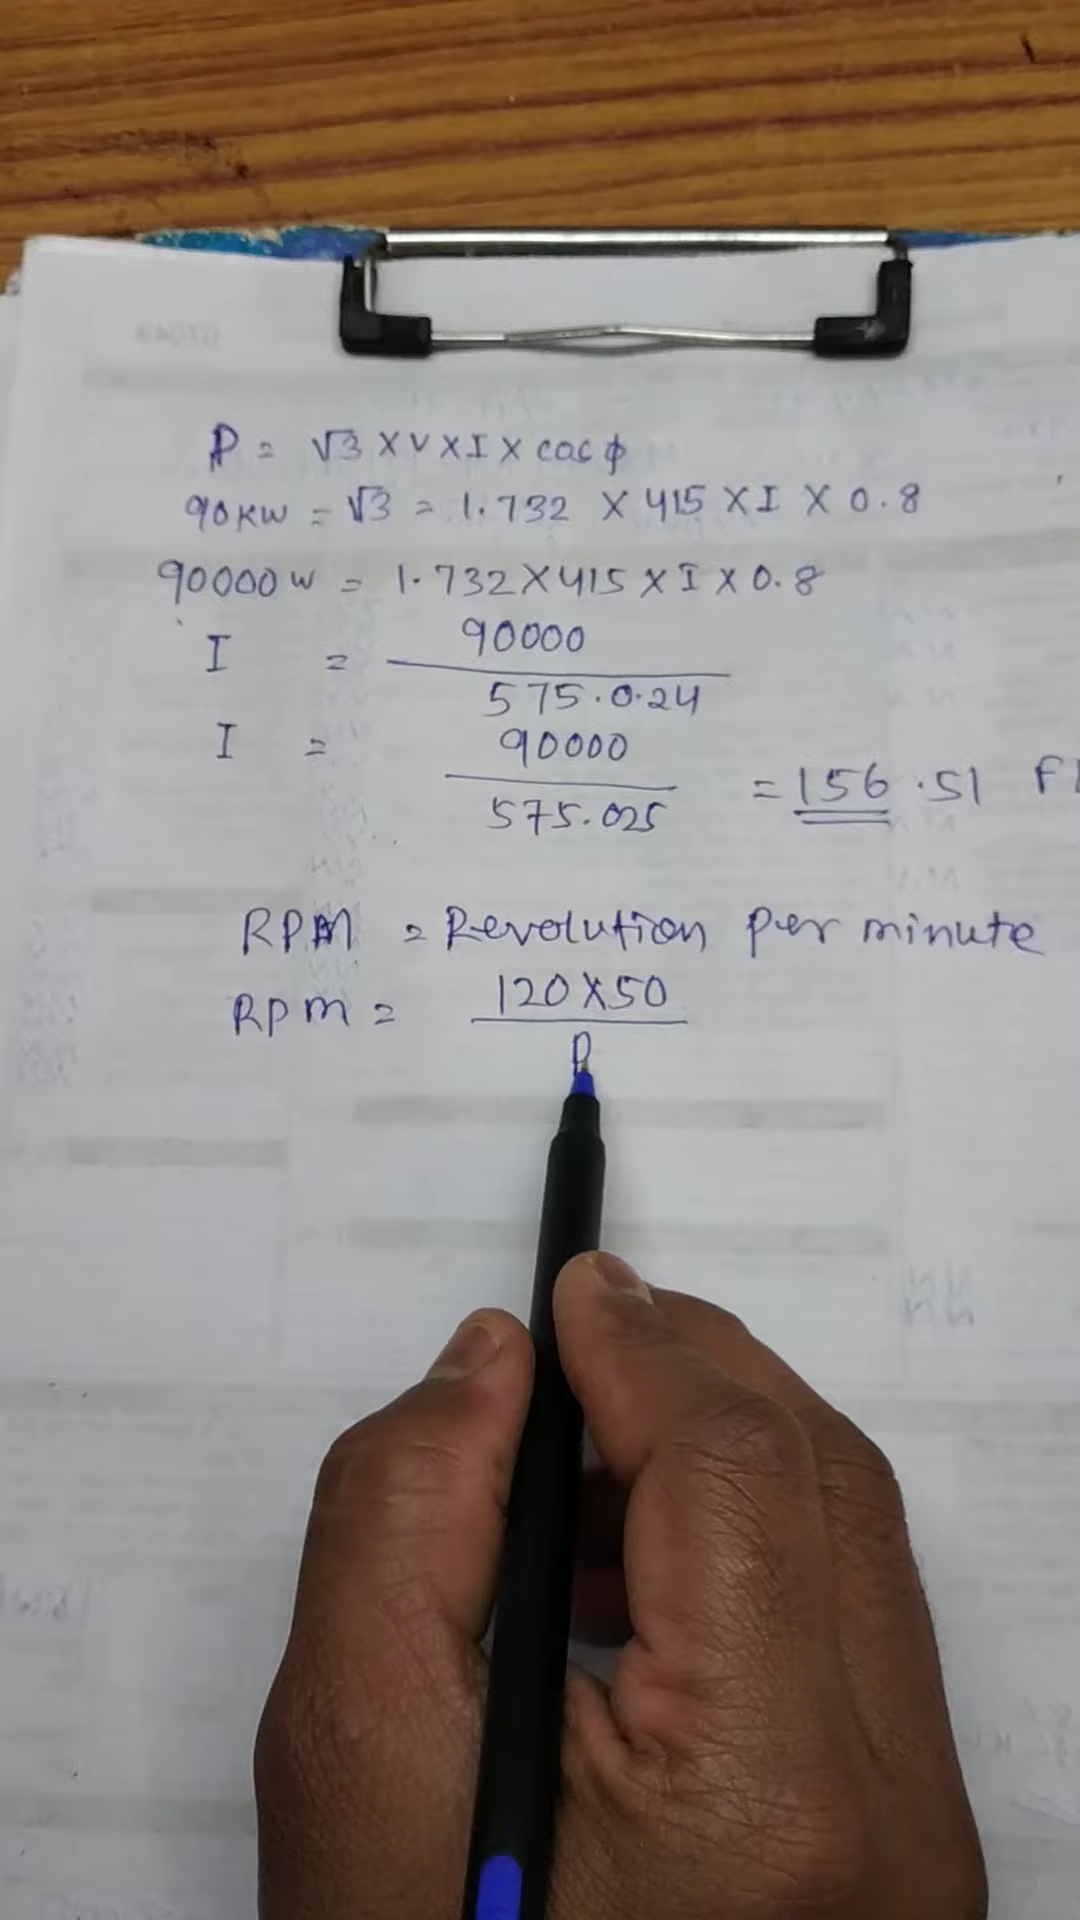 P = √3 X V X I X cos ϕ
90KW = √3 = 1.732 X 415 X I X 0.8
90000 W = 1.732 X 415 X I X 0.8
I = 90000
575.0.24
I = 90000
575.025 = 156.51 FL
RPM = Revolution Per minute
RPM = 120 X 50
P